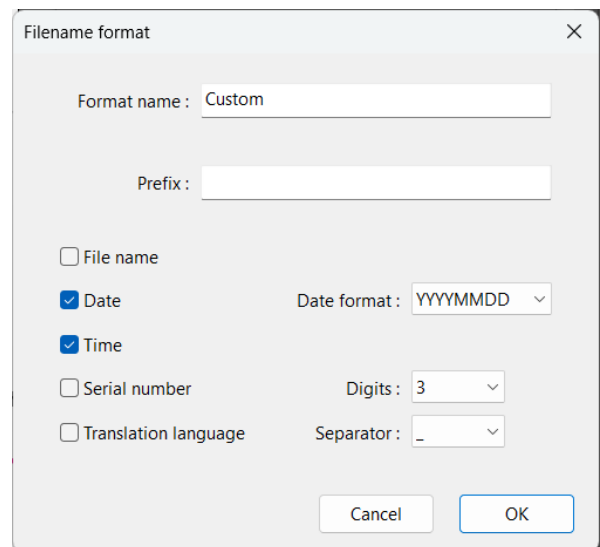 Filename format
Format name : Custom
Prefix :
File name
Date Date format : YYYYMMDD
Time
Serial number Digits : 3
Translation language Separator : _
Cancel OK